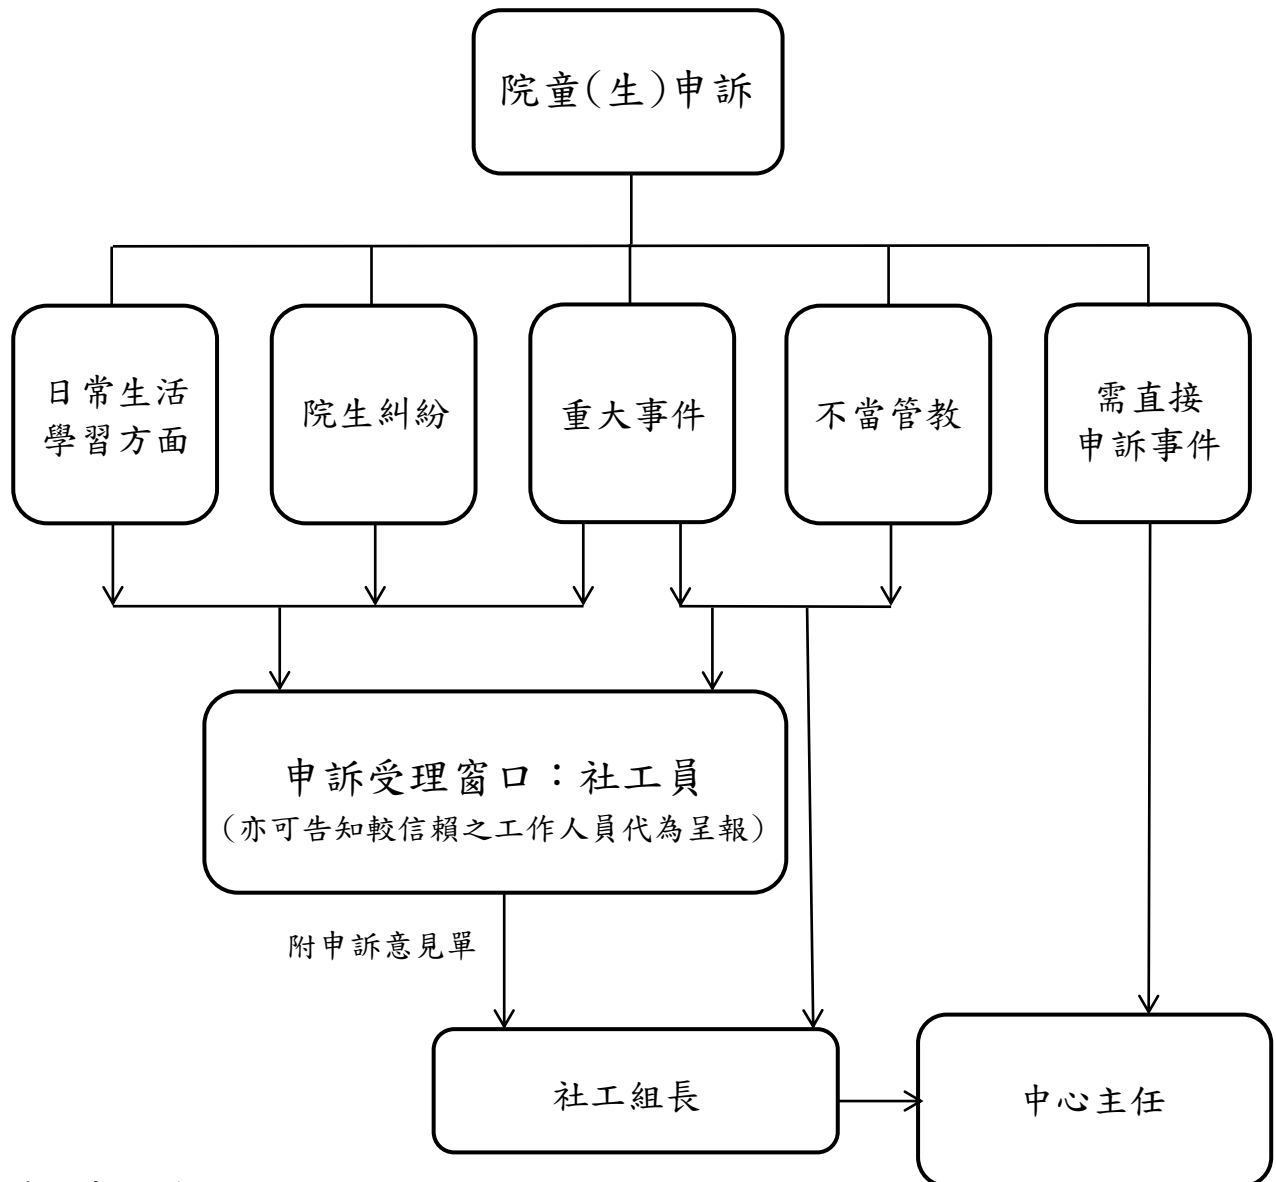 院童(生)申訴
日常生活
學習方面
院生糾紛
重大事件
不當管教
需直接
申訴事件
申訴受理窗口：社工員
(亦可告知較信賴之工作人員代為呈報)
附申訴意見單
社工組長
中心主任